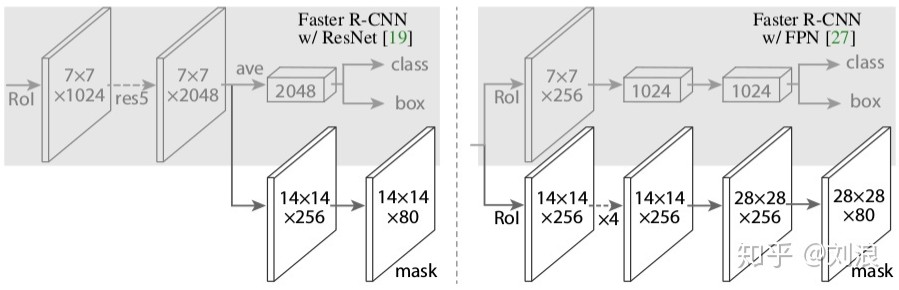 Faster R-CNN
w/ ResNet [19]
RoI
7×7
×1024
res5
7×7
×2048
ave
2048
class
box
14×14
×256
14×14
×80
mask
Faster R-CNN
w/ FPN [27]
RoI
7×7
×256
1024
1024
class
box
RoI
14×14
×256
×4
14×14
×256
28×28
×256
28×28
×80
mask
知乎 @刘浪